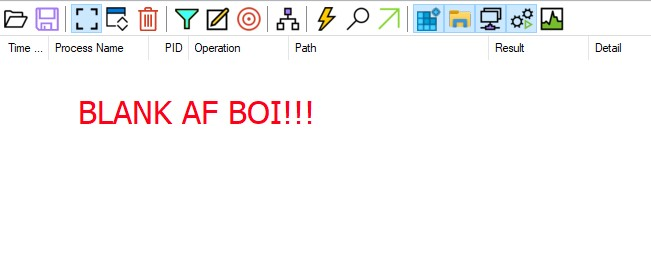 Time ... Process Name PID Operation Path Result Detail
BLANK AF BOI!!!